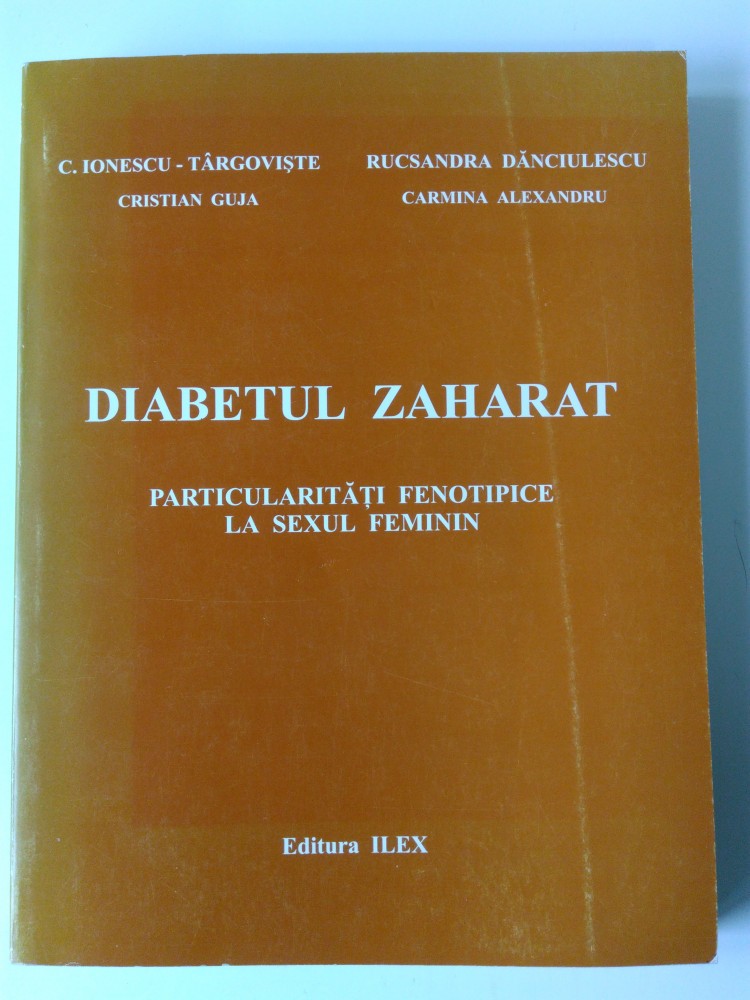 C. IONESCU - TÂRGOVIȘTE RUCSANDRA DĂNCIULESCU
CRISTIAN GUJA CARMINA ALEXANDRU
DIABETUL ZAHARAT
PARTICULARITĂȚI FENOTIPICE
LA SEXUL FEMININ
Editura ILEX